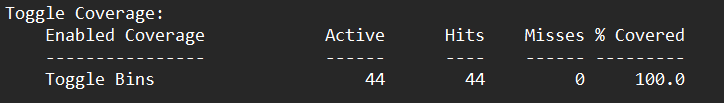 Toggle Coverage:
Enabled Coverage Active Hits Misses % Covered
---------------- ------ ---- ------ ---------
Toggle Bins 44 44 0 100.0